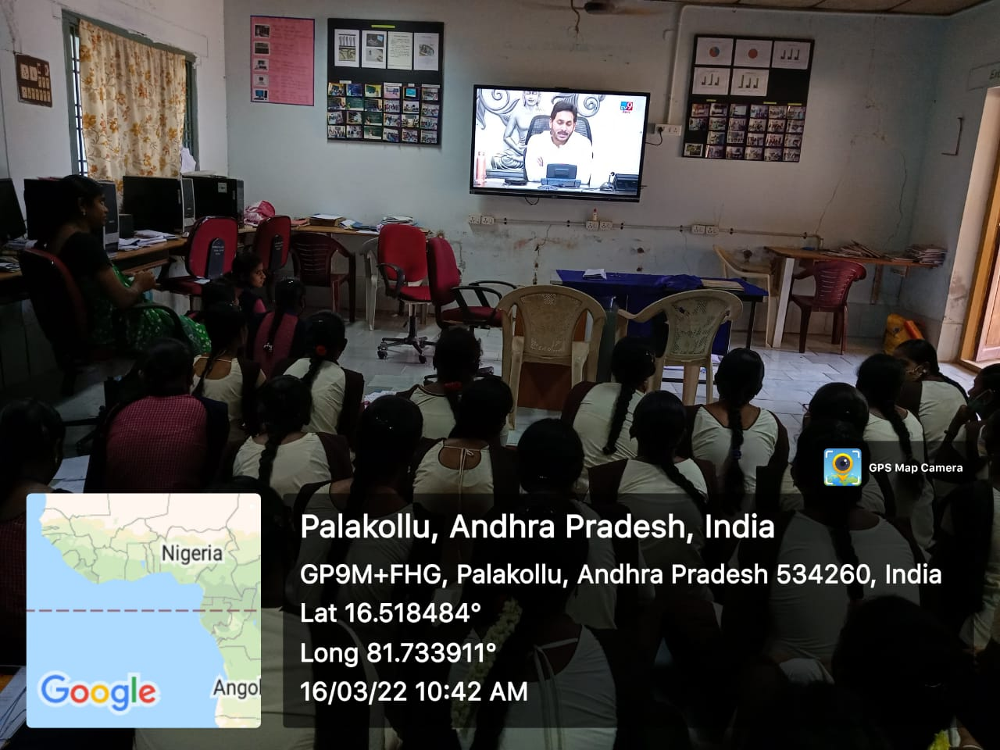 TV9
GPS Map Camera
Nigeria
Angol
Google
Palakollu, Andhra Pradesh, India
GP9M+FHG, Palakollu, Andhra Pradesh 534260, India
Lat 16.518484°
Long 81.733911°
16/03/22 10:42 AM